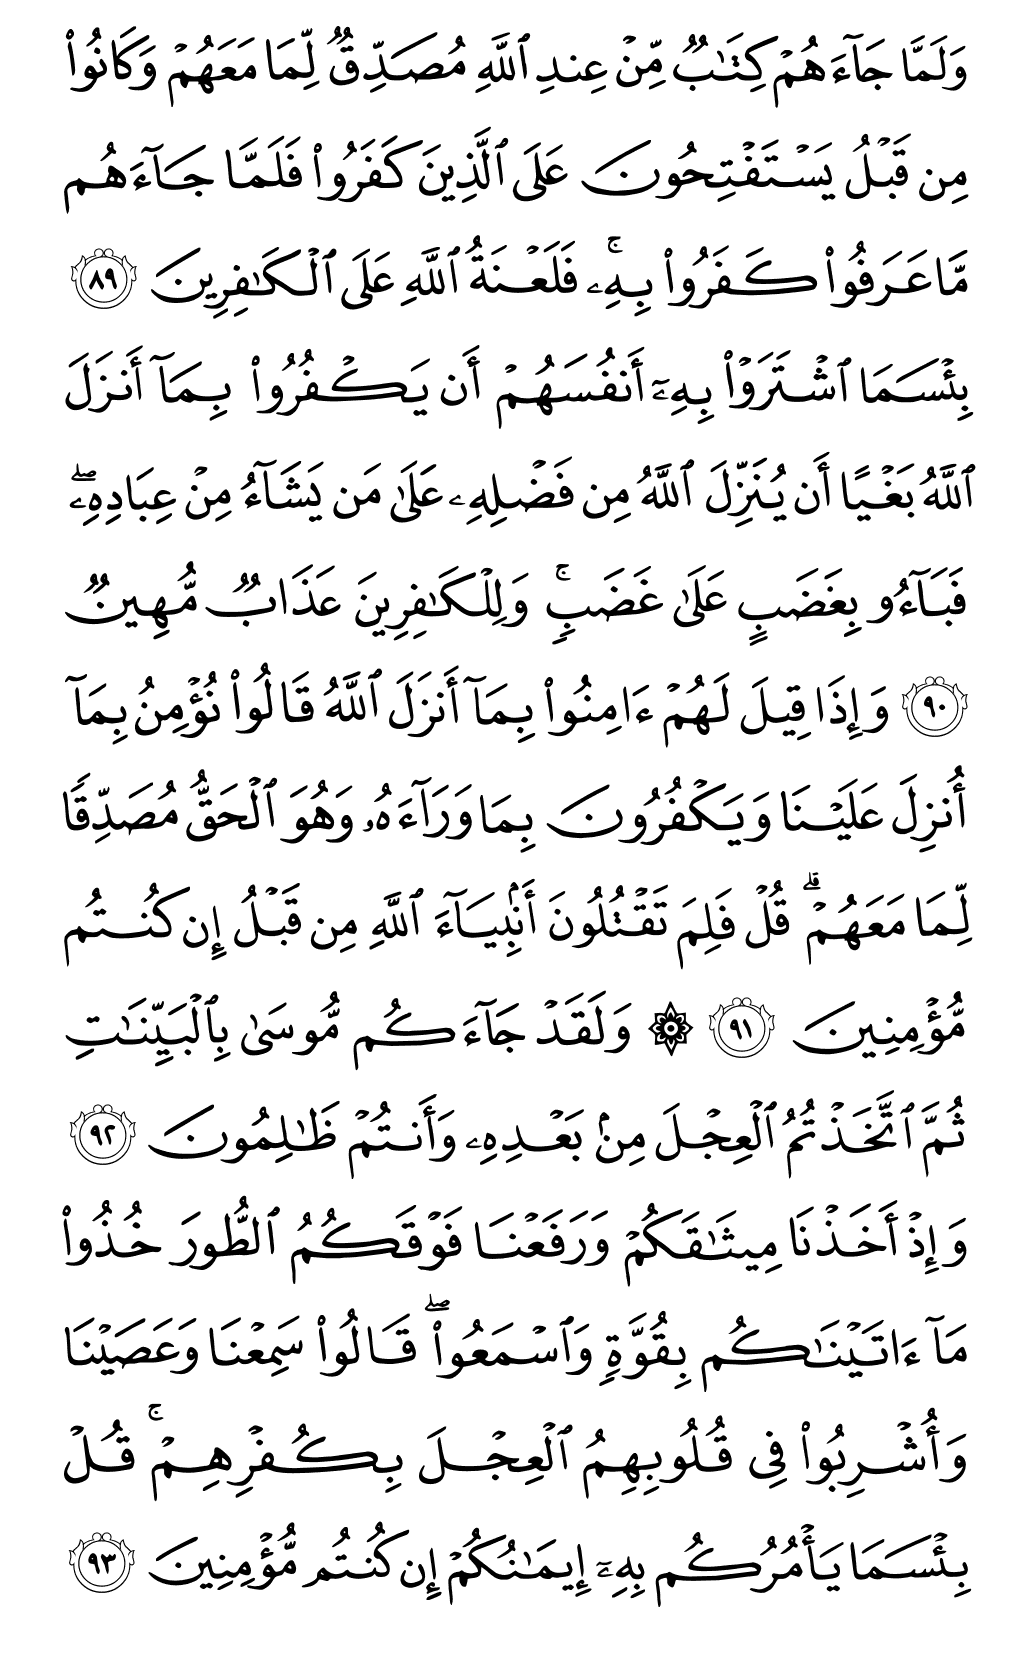 وَلَمَّا جَآءَهُمۡ كِتَٰبٞ مِّنۡ عِندِ ٱللَّهِ مُصَدِّقٞ لِّمَا مَعَهُمۡ وَكَانُواْ
مِن قَبۡلُ يَسۡتَفۡتِحُونَ عَلَى ٱلَّذِينَ كَفَرُواْ فَلَمَّا جَآءَهُم
مَّا عَرَفُواْ كَفَرُواْ بِهِۦۚ فَلَعۡنَةُ ٱللَّهِ عَلَى ٱلۡكَٰفِرِينَ ٨٩
بِئۡسَمَا ٱشۡتَرَوۡاْ بِهِۦٓ أَنفُسَهُمۡ أَن يَكۡفُرُواْ بِمَآ أَنزَلَ
ٱللَّهُ بَغۡيًا أَن يُنَزِّلَ ٱللَّهُ مِن فَضۡلِهِۦ عَلَىٰ مَن يَشَآءُ مِنۡ عِبَادِهِۦۖ
فَبَآءُو بِغَضَبٍ عَلَىٰ غَضَبٖۚ وَلِلۡكَٰفِرِينَ عَذَابٞ مُّهِينٞ
٩٠ وَإِذَا قِيلَ لَهُمۡ ءَامِنُواْ بِمَآ أَنزَلَ ٱللَّهُ قَالُواْ نُؤۡمِنُ بِمَآ
أُنزِلَ عَلَيۡنَا وَيَكۡفُرُونَ بِمَا وَرَآءَهُۥ وَهُوَ ٱلۡحَقُّ مُصَدِّقٗا
لِّمَا مَعَهُمۡۗ قُلۡ فَلِمَ تَقۡتُلُونَ أَنۢبِيَآءَ ٱللَّهِ مِن قَبۡلُ إِن كُنتُم
مُّؤۡمِنِينَ ٩١ ۞ وَلَقَدۡ جَآءَكُم مُّوسَىٰ بِٱلۡبَيِّنَٰتِ
ثُمَّ ٱتَّخَذۡتُمُ ٱلۡعِجۡلَ مِنۢ بَعۡدِهِۦ وَأَنتُمۡ ظَٰلِمُونَ ٩٢
وَإِذۡ أَخَذۡنَا مِيثَٰقَكُمۡ وَرَفَعۡنَا فَوۡقَكُمُ ٱلطُّورَ خُذُواْ
مَآ ءَاتَيۡنَٰكُم بِقُوَّةٖ وَٱسۡمَعُواْۖ قَالُواْ سَمِعۡنَا وَعَصَيۡنَا
وَأُشۡرِبُواْ فِي قُلُوبِهِمُ ٱلۡعِجۡلَ بِكُفۡرِهِمۡۚ قُلۡ
بِئۡسَمَا يَأۡمُرُكُم بِهِۦٓ إِيمَٰنُكُمۡ إِن كُنتُم مُّؤۡمِنِينَ ٩٣